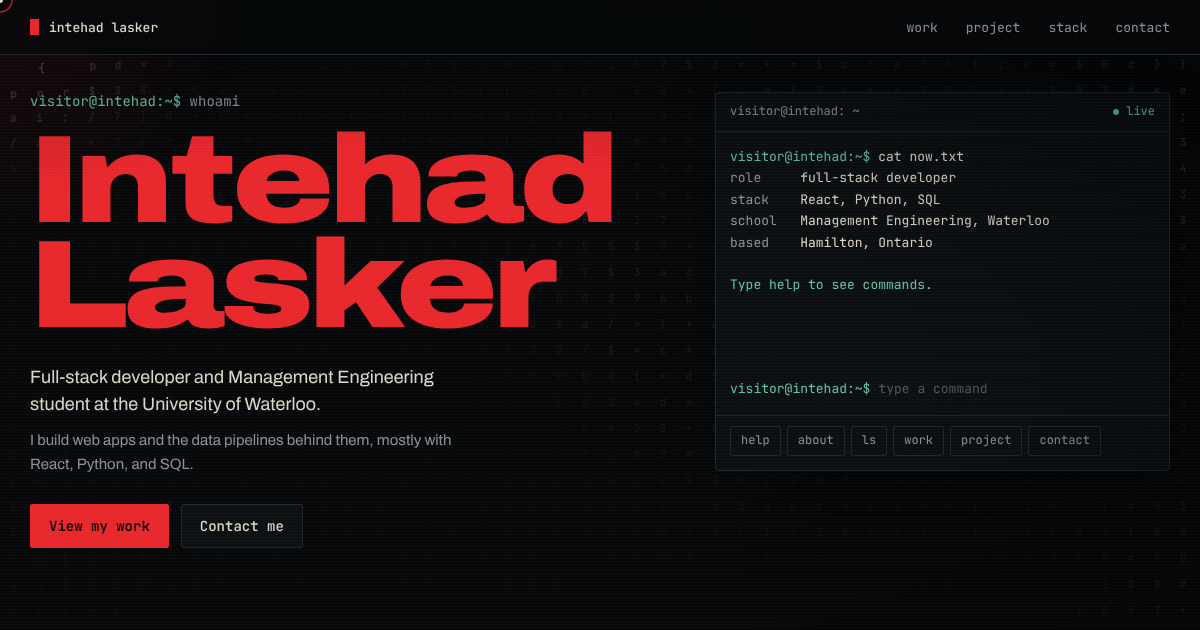 intehad lasker
work project stack contact
visitor@intehad:~$ whoami
Intehad
Lasker
Full-stack developer and Management Engineering
student at the University of Waterloo.
I build web apps and the data pipelines behind them, mostly with
React, Python, and SQL.
View my work
Contact me
visitor@intehad: ~
live
visitor@intehad:~$ cat now.txt
role full-stack developer
stack React, Python, SQL
school Management Engineering, Waterloo
based Hamilton, Ontario
Type help to see commands.
visitor@intehad:~$ type a command
help about ls work project contact